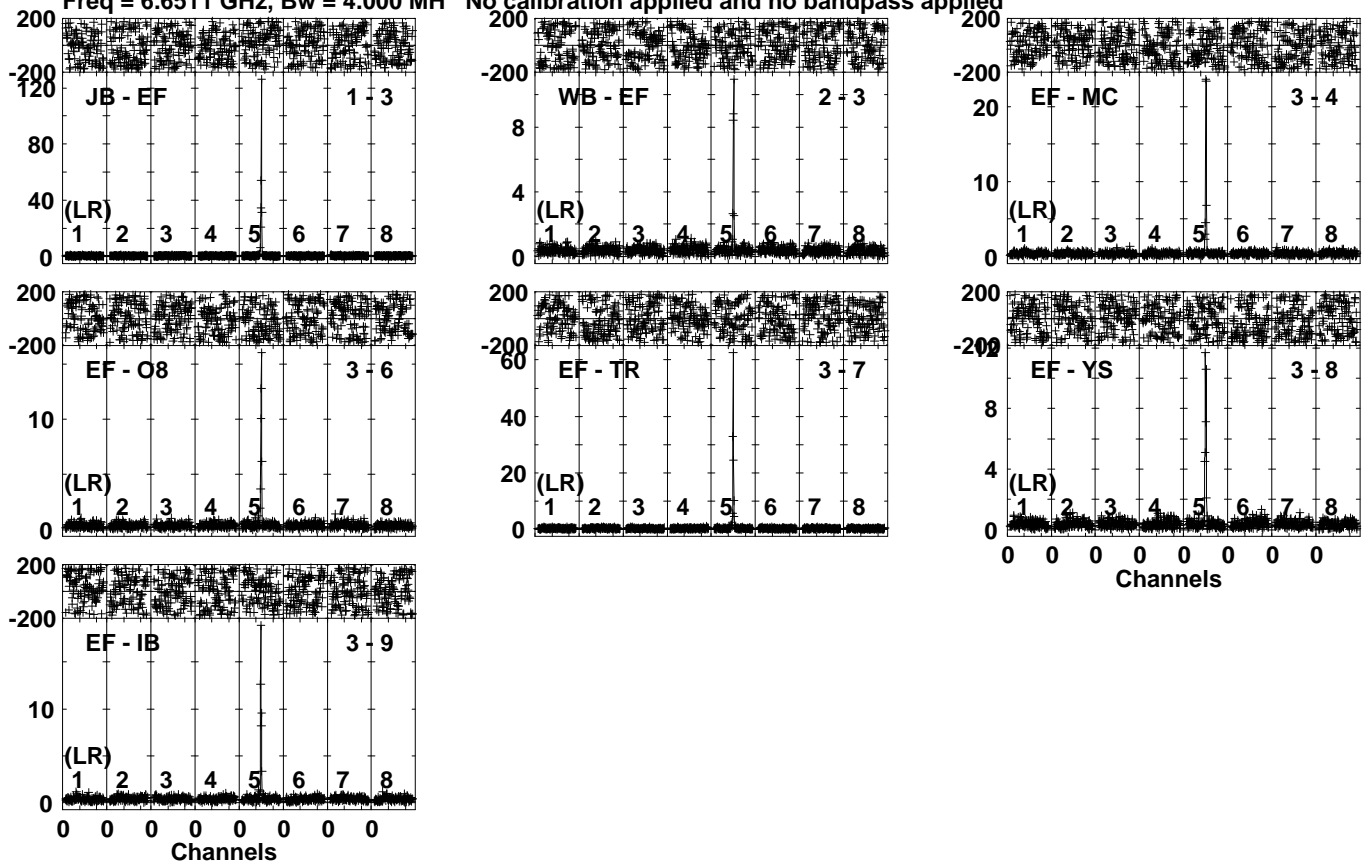 Freq = 6.6511 GHz, Bw = 4.000 MH No calibration applied and no bandpass applied
200 200 200
-200 -200 -200
120
JB - EF 1 - 3 WB - EF 2 - 3 EF - MC 3 - 4
20
8
80
4
10
40
(LR) (LR) (LR)
1 2 3 4 5 6 7 8 1 2 3 4 5 6 7 8 1 2 3 4 5 6 7 8
0 0 0
200 200 200
-200 -200 -200
60 12
EF - O8 3 - 6 EF - TR 3 - 7 EF - YS 3 - 8
10 40 8
20 4
(LR) (LR) (LR)
1 2 3 4 5 6 7 8 1 2 3 4 5 6 7 8 1 2 3 4 5 6 7 8
0 0 0
0 0 0 0 0 0 0 0
Channels
200
-200
EF - IB 3 - 9
10
(LR)
1 2 3 4 5 6 7 8
0
0 0 0 0 0 0 0 0
Channels